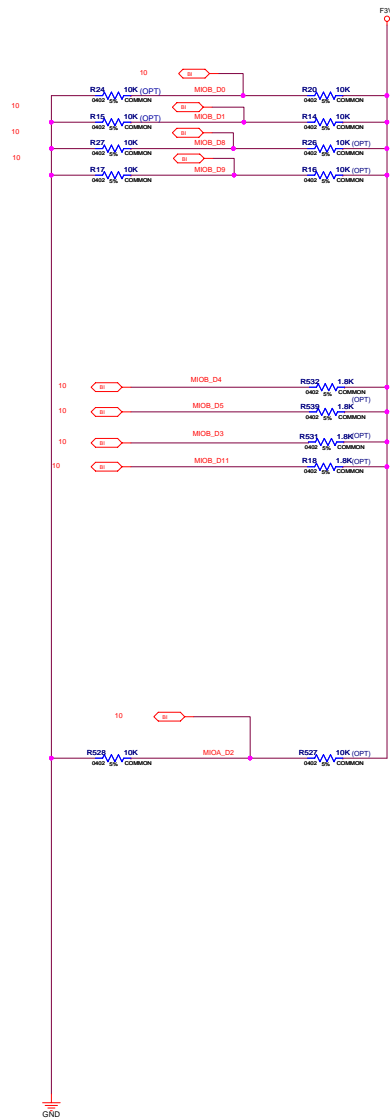 F3V
10 BI
R24 10K (OPT) MIOB_D0 R20 10K
0402 5% COMMON 0402 5% COMMON
10 BI
R15 10K (OPT) MIOB_D1 R14 10K
0402 5% COMMON 0402 5% COMMON
10 BI
R27 10K MIOB_D8 R26 10K (OPT)
0402 5% COMMON 0402 5% COMMON
10 BI
R17 10K MIOB_D9 R16 10K (OPT)
0402 5% COMMON 0402 5% COMMON
10 BI MIOB_D4 R532 1.8K
0402 5% COMMON
(OPT)
10 BI MIOB_D5 R539 1.8K
0402 5% COMMON
10 BI MIOB_D3 R531 1.8K (OPT)
0402 5% COMMON
10 BI MIOB_D11 R18 1.8K (OPT)
0402 5% COMMON
10 BI
R528 10K MIOA_D2 R527 10K (OPT)
0402 5% COMMON 0402 5% COMMON
GND